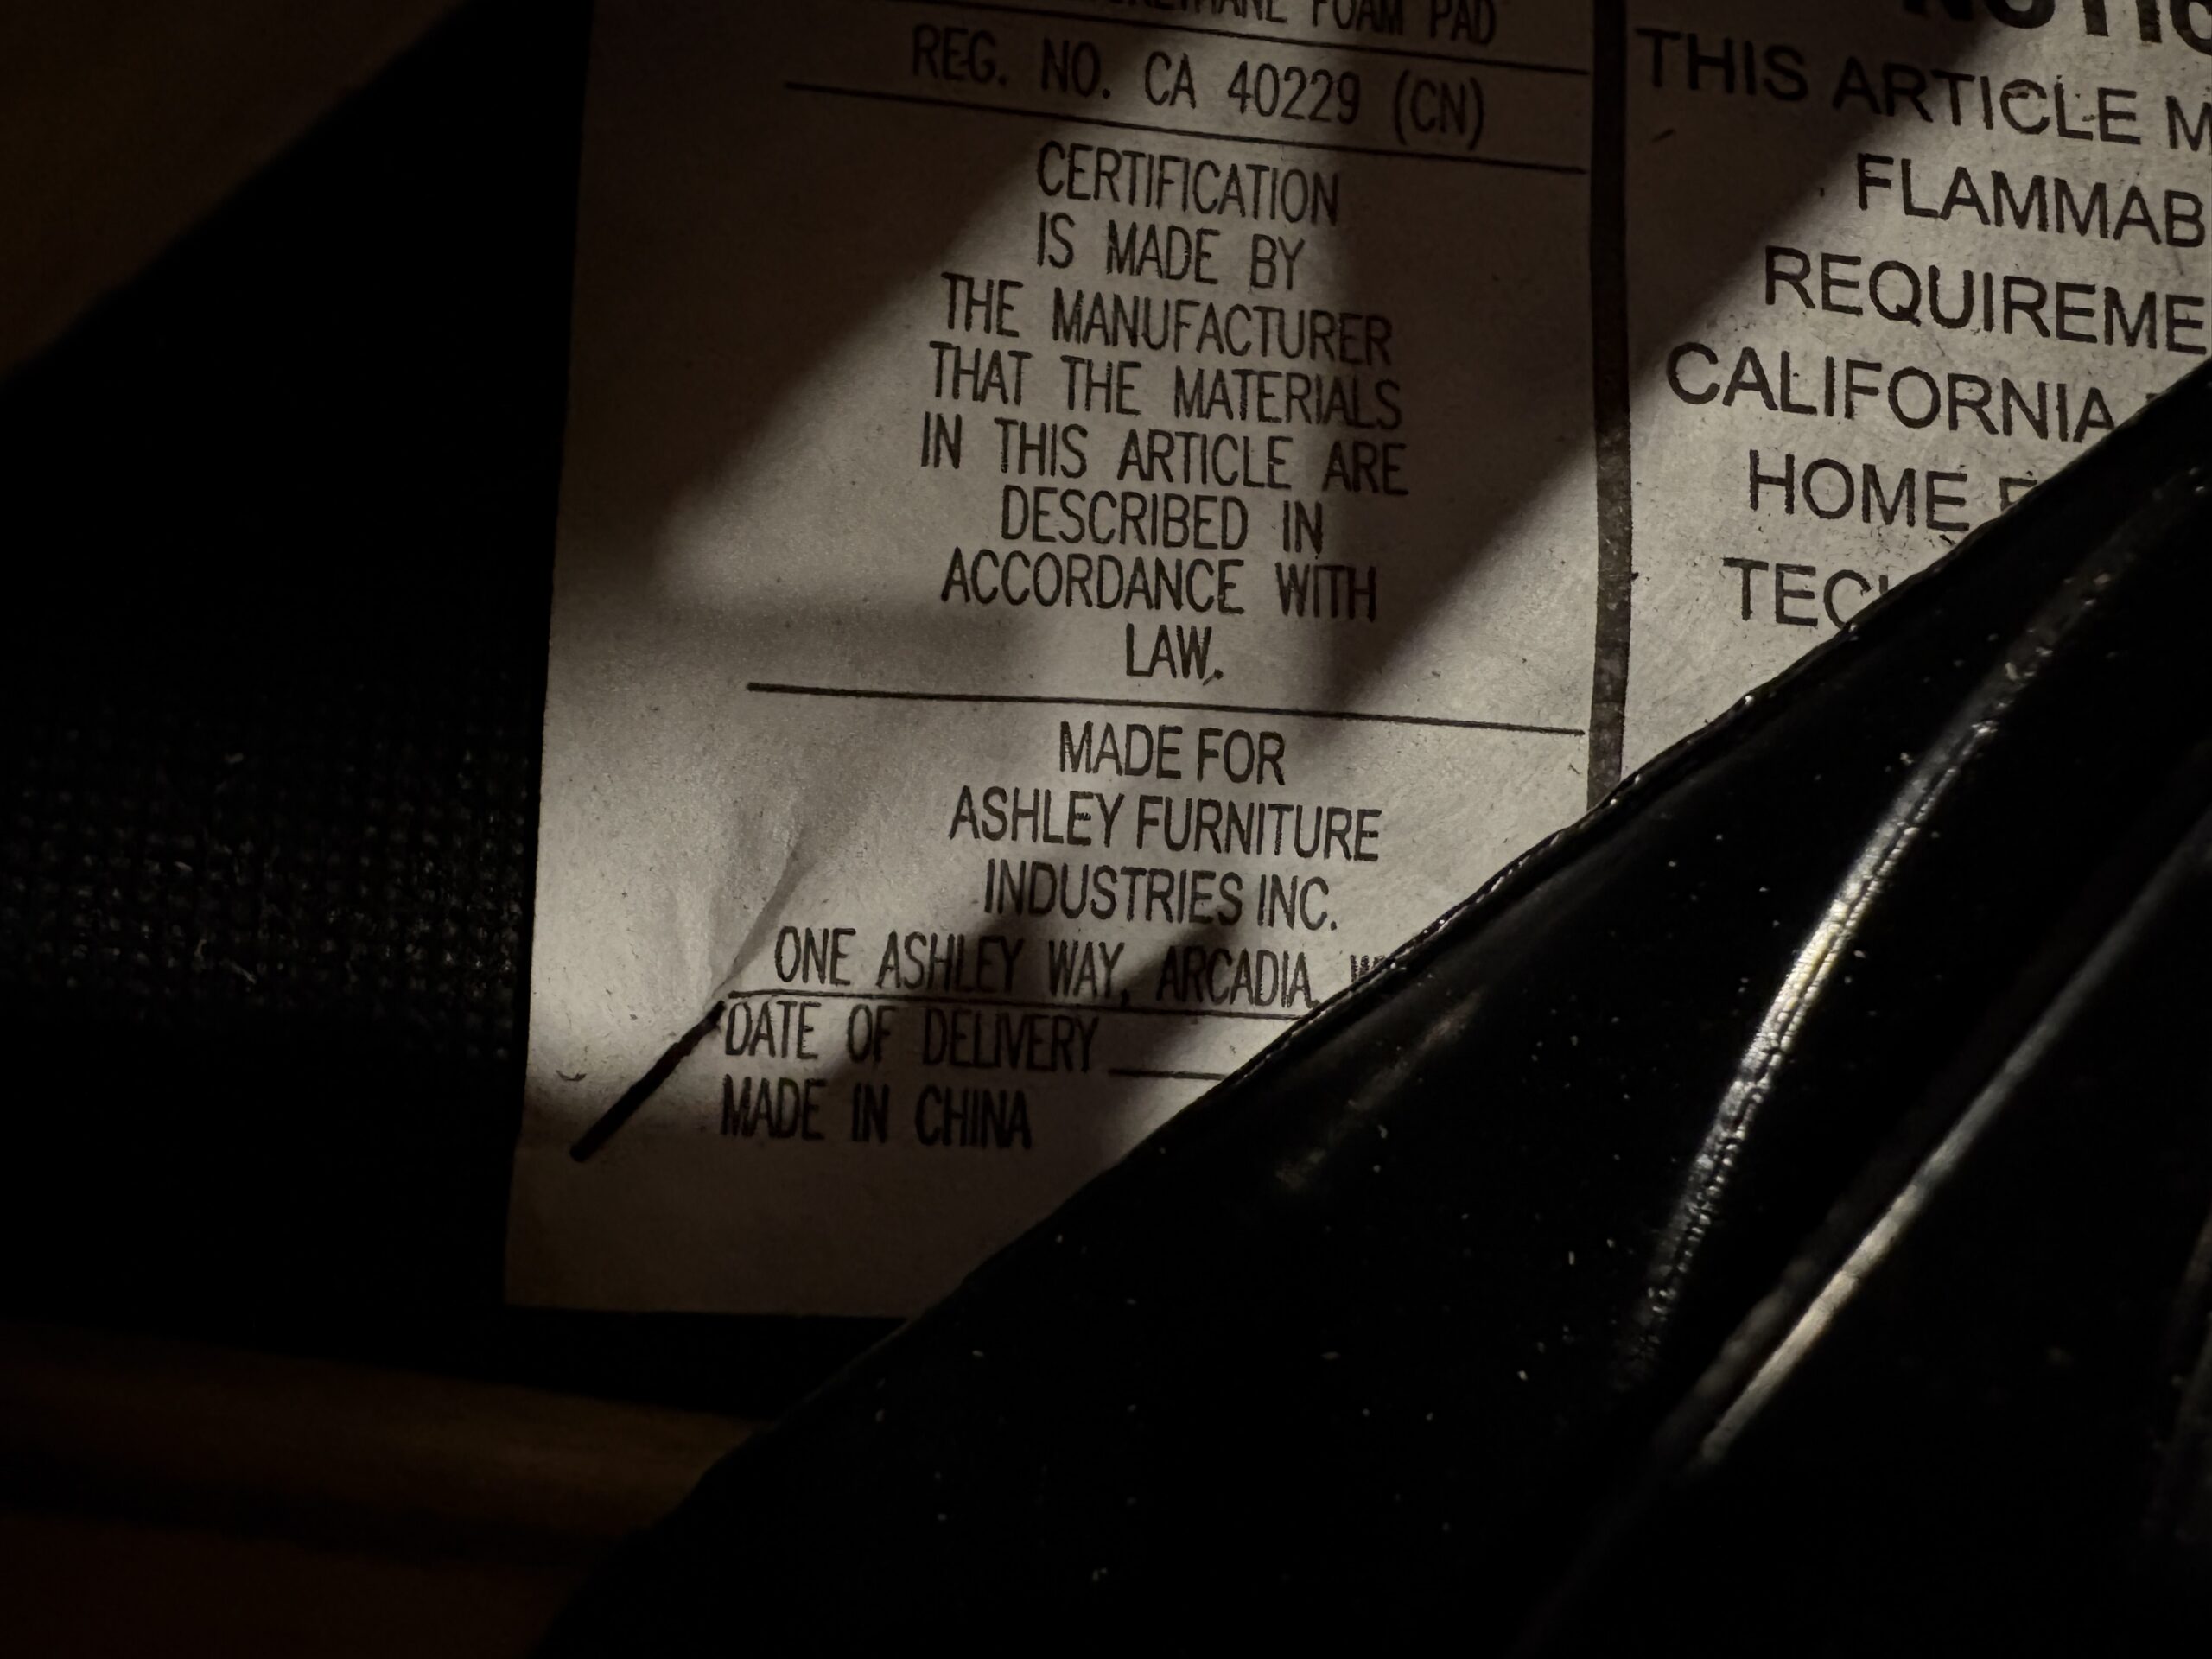 FOAM PAD
REG. NO. CA 40229 (CN)
CERTIFICATION
IS MADE BY
THE MANUFACTURER
THAT THE MATERIALS
IN THIS ARTICLE ARE
DESCRIBED IN
ACCORDANCE WITH
LAW.
MADE FOR
ASHLEY FURNITURE
INDUSTRIES INC.
ONE ASHLEY WAY, ARCADIA,
DATE OF DELIVERY
MADE IN CHINA
THIS ARTICLE M
FLAMMAB
REQUIREME
CALIFORNIA
HOME